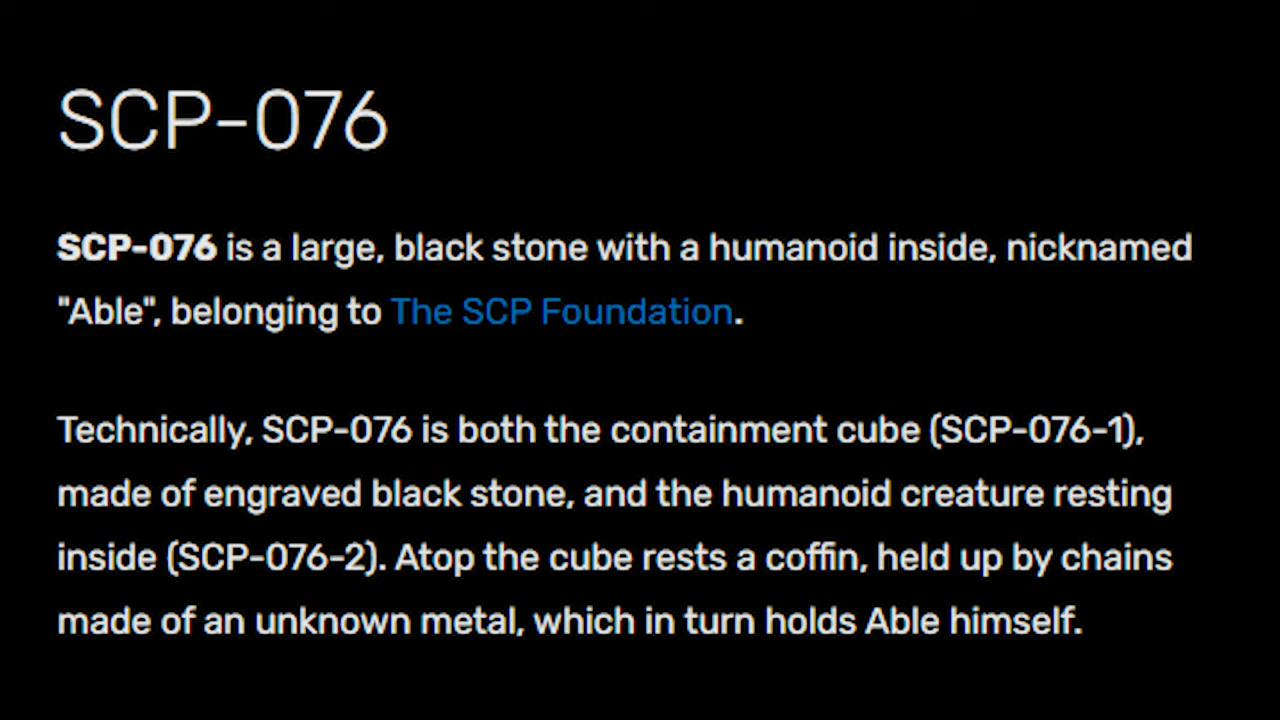 SCP-076
SCP-076 is a large, black stone with a humanoid inside, nicknamed
"Able", belonging to The SCP Foundation.
Technically, SCP-076 is both the containment cube (SCP-076-1),
made of engraved black stone, and the humanoid creature resting
inside (SCP-076-2). Atop the cube rests a coffin, held up by chains
made of an unknown metal, which in turn holds Able himself.